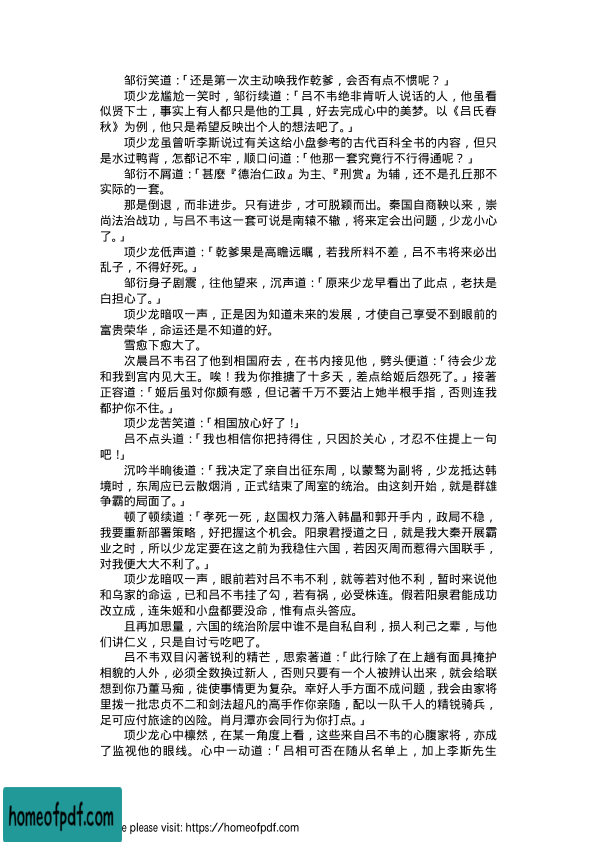 邹衍笑道：「还是第一次主动唤我作乾爹，会否有点不惯呢？」
项少龙尴尬一笑时，邹衍续道：「吕不韦绝非肯听人说话的人，他虽看
似贤下士，事实上有人都只是他的工具，好去完成心中的美梦。以《吕氏春
秋》为例，他只是希望反映出个人的想法吧了。」
项少龙虽曾听李斯说过有关这给小盘参考的古代百科全书的内容，但只
是水过鸭背，怎都记不牢，顺口问道：「他那一套究竟行不行得通呢？」
邹衍不屑道：「甚麽『德治仁政』为主、『刑赏』为辅，还不是孔丘那不
实际的一套。
那是倒退，而非进步。只有进步，才可脱颖而出。秦国自商鞅以来，崇
尚法治战功，与吕不韦这一套可说是南辕不辙，将来定会出问题，少龙小心
了。」
项少龙低声道：「乾爹果是高瞻远瞩，若我所料不差，吕不韦将来必出
乱子，不得好死。」
邹衍身子剧震，往他望来，沉声道：「原来少龙早看出了此点，老扶是
白担心了。」
项少龙暗叹一声，正是因为知道未来的发展，才使自己享受不到眼前的
富贵荣华，命运还是不知道的好。
雪愈下愈大了。
次晨吕不韦召了他到相国府去，在书内接见他，劈头便道：「待会少龙
和我到宫内见大王。唉！我为你推搪了十多天，差点给姬后怨死了。」接著
正容道：「姬后虽对你颇有感，但记著千万不要沾上她半根手指，否则连我
都护你不住。」
项少龙苦笑道：「相国放心好了！」
吕不点头道：「我也相信你把持得住，只因於关心，才忍不住提上一句
吧！」
沉吟半晌後道：「我决定了亲自出征东周，以蒙骜为副将，少龙抵达韩
境时，东周应已云散烟消，正式结束了周室的统治。由这刻开始，就是群雄
争霸的局面了。」
顿了顿续道：「孝死一死，赵国权力落入韩晶和郭开手内，政局不稳，
我要重新部署策略，好把握这个机会。阳泉君授道之日，就是我大秦开展霸
业之时，所以少龙定要在这之前为我稳住六国，若因灭周而惹得六国联手，
对我便大大不利了。」
项少龙暗叹一声，眼前若对吕不韦不利，就等若对他不利，暂时来说他
和乌家的命运，已和吕不韦挂了勾，若有祸，必受株连。假若阳泉君能成功
改立成，连朱姬和小盘都要没命，惟有点头答应。
且再加思量，六国的统治阶层中谁不是自私自利，损人利己之辈，与他
们讲仁义，只是自讨亏吃吧了。
吕不韦双目闪著锐利的精芒，思索著道：「此行除了在上趟有面具掩护
相貌的人外，必须全数换过新人，否则只要有一个人被辨认出来，就会给联
想到你乃董马痴，徙使事情更为复杂。幸好人手方面不成问题，我会由家将
里拨一批忠贞不二和剑法超凡的高手作你亲随，配以一队千人的精锐骑兵，
足可应付旅途的凶险。肖月潭亦会同行为你打点。」
项少龙心中檩然，在某一角度上看，这些来自吕不韦的心腹家将，亦成
了监视他的眼线。心中一动道：「吕相可否在随从名单上，加上李斯先生
homeofpdf.com
e please visit: https://homeofpdf.com